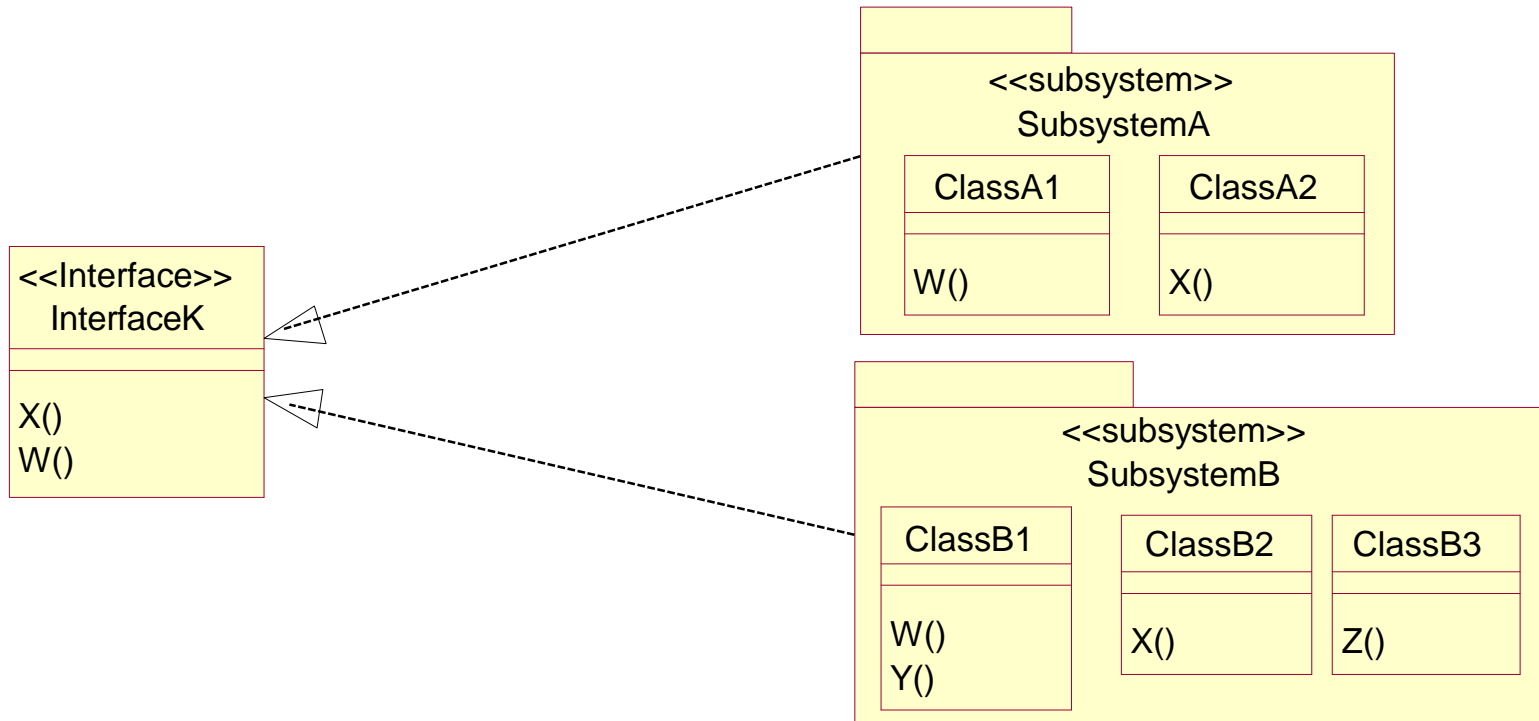 <<subsystem>>
SubsystemA
ClassA1
W()
ClassA2
X()
<<Interface>>
InterfaceK
X()
W()
<<subsystem>>
SubsystemB
ClassB1
W()
Y()
ClassB2
X()
ClassB3
Z()